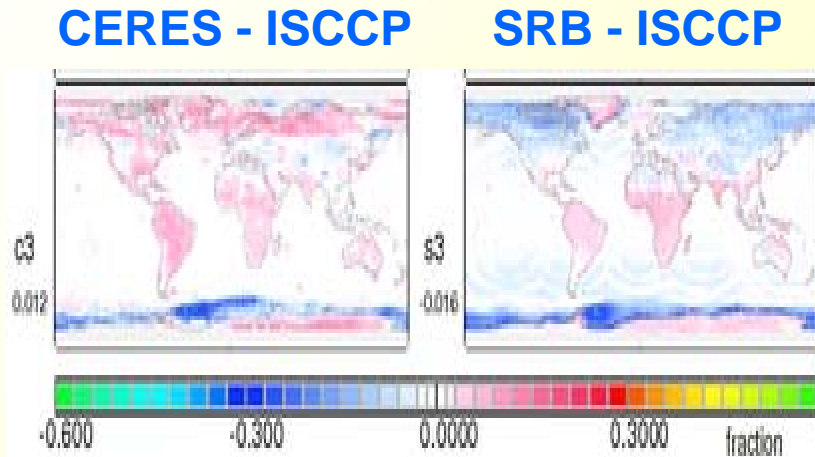 CERES - ISCCP SRB - ISCCP
c3
0.012
s3
-0.016
-0.600 -0.300 0.0000 0.3000 fraction